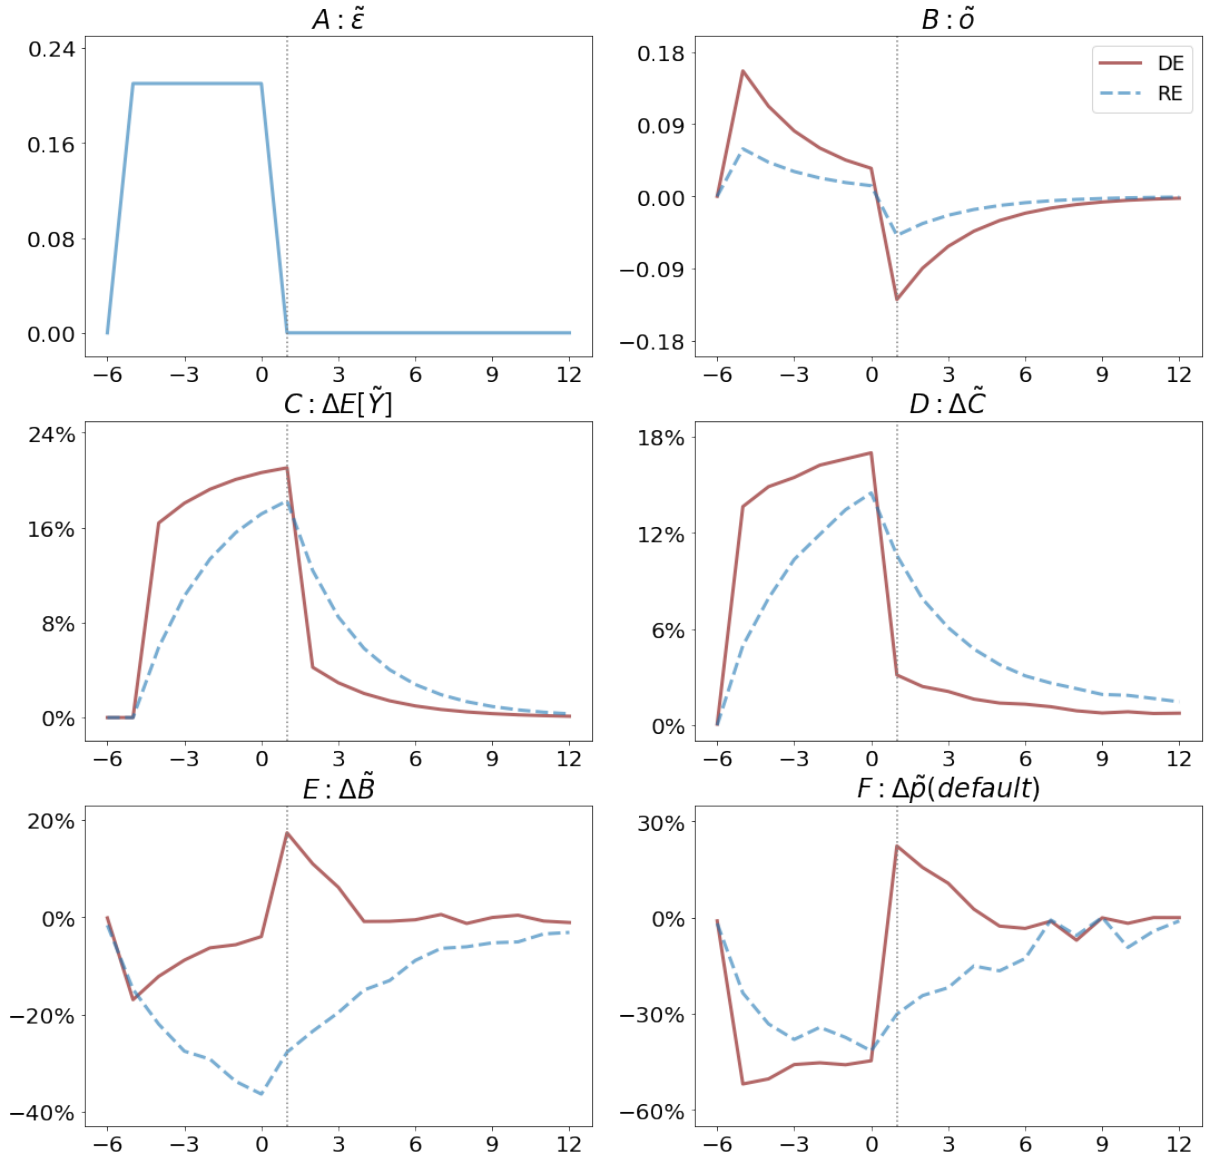 A : ε̃
0.24
0.16
0.08
0.00
−6 −3 0 3 6 9 12
B : õ
0.18
0.09
0.00
−0.09
−0.18
DE
RE
−6 −3 0 3 6 9 12
C : ΔE[Ỹ]
24%
16%
8%
0%
−6 −3 0 3 6 9 12
D : ΔC̃
18%
12%
6%
0%
−6 −3 0 3 6 9 12
E : ΔB̃
20%
0%
−20%
−40%
−6 −3 0 3 6 9 12
F : Δp̃(default)
30%
0%
−30%
−60%
−6 −3 0 3 6 9 12